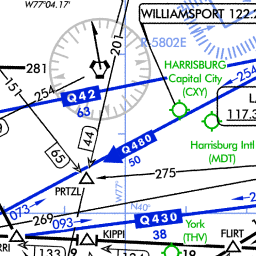 W77°04.17'
WILLIAMSPORT 122.2
201
R-5802E
HARRISBURG
Capital City
(CXY)
281
254
254
151
Q42
63
117.3
44
Q480
50
65
Harrisburg Intl
(MDT)
PRTZL
275
W77°
N40°
073
269
093
Q430
38
York
(THV)
KIPPI
FLIRT
133